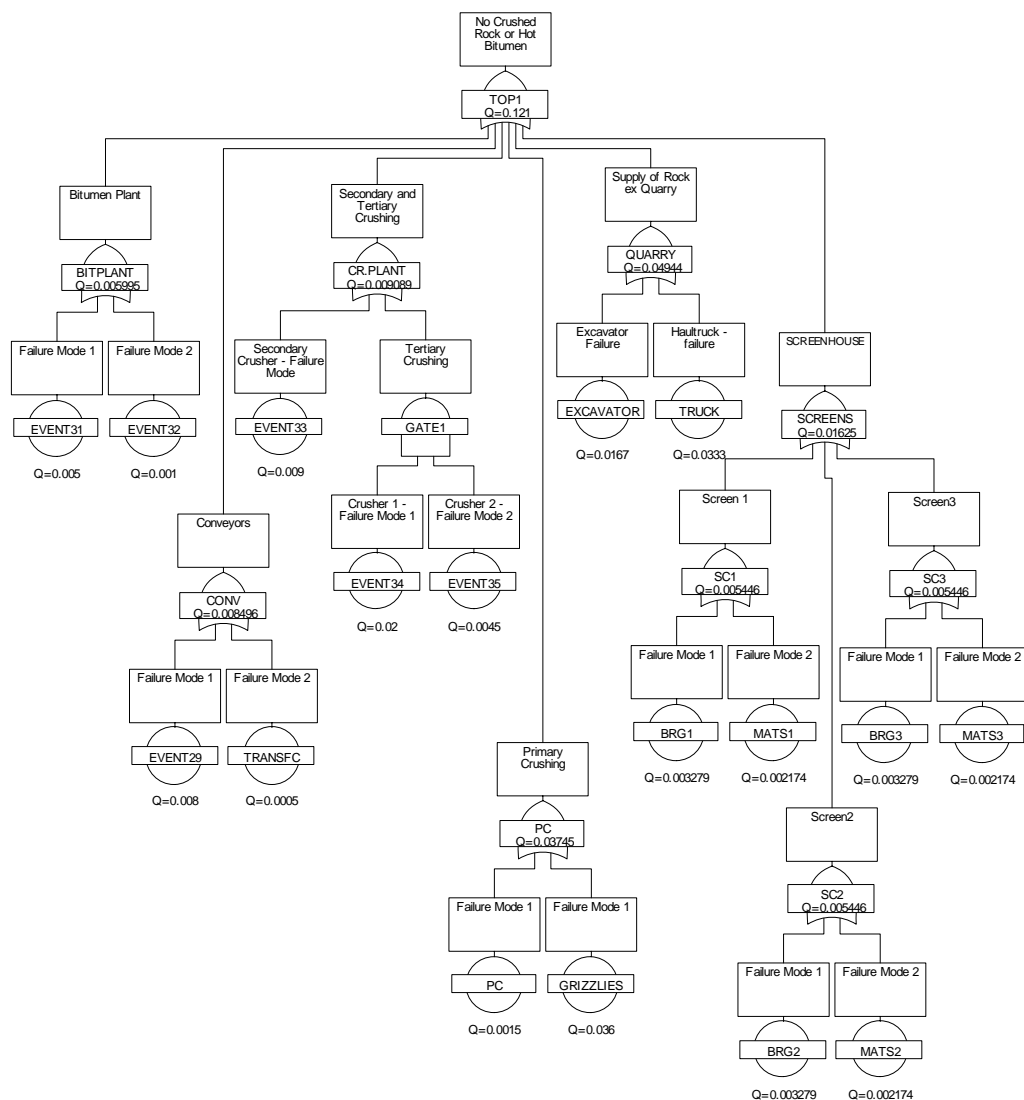 No Crushed
Rock or Hot
Bitumen
TOP1
Q=0.121
Bitumen Plant
BITPLANT
Q=0.005995
Failure Mode 1
EVENT31
Q=0.005
Failure Mode 2
EVENT32
Q=0.001
Conveyors
CONV
Q=0.008496
Failure Mode 1
EVENT29
Q=0.008
Failure Mode 2
TRANSFC
Q=0.0005
Secondary and
Tertiary
Crushing
CR.PLANT
Q=0.009089
Secondary
Crusher - Failure
Mode
EVENT33
Q=0.009
Tertiary
Crushing
GATE1
Crusher 1 -
Failure Mode 1
EVENT34
Q=0.02
Crusher 2 -
Failure Mode 2
EVENT35
Q=0.0045
Primary
Crushing
PC
Q=0.03745
Failure Mode 1
PC
Q=0.0015
Failure Mode 1
GRIZZLIES
Q=0.036
Supply of Rock
ex Quarry
QUARRY
Q=0.04944
Excavator
Failure
EXCAVATOR
Q=0.0167
Haultruck -
failure
TRUCK
Q=0.0333
SCREENHOUSE
SCREENS
Q=0.01625
Screen 1
SC1
Q=0.005446
Failure Mode 1
BRG1
Q=0.003279
Failure Mode 2
MATS1
Q=0.002174
Screen2
SC2
Q=0.005446
Failure Mode 1
BRG2
Q=0.003279
Failure Mode 2
MATS2
Q=0.002174
Screen3
SC3
Q=0.005446
Failure Mode 1
BRG3
Q=0.003279
Failure Mode 2
MATS3
Q=0.002174